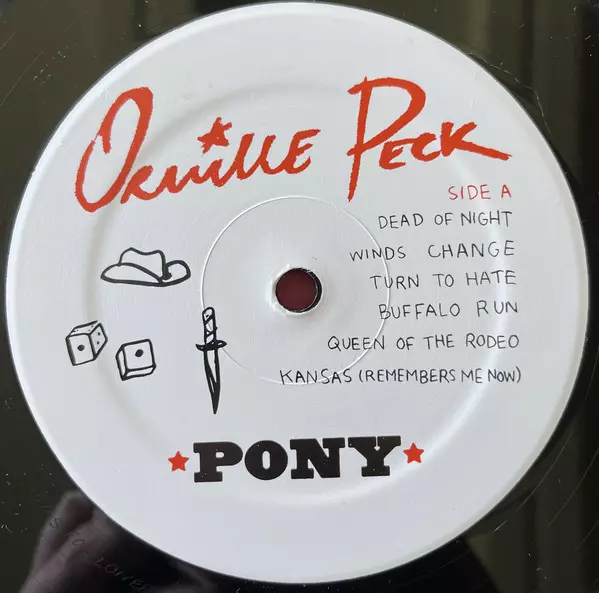 Orville Peck
SIDE A
DEAD OF NIGHT
WINDS CHANGE
TURN TO HATE
BUFFALO RUN
QUEEN OF THE RODEO
KANSAS (REMEMBERS ME NOW)
PONY